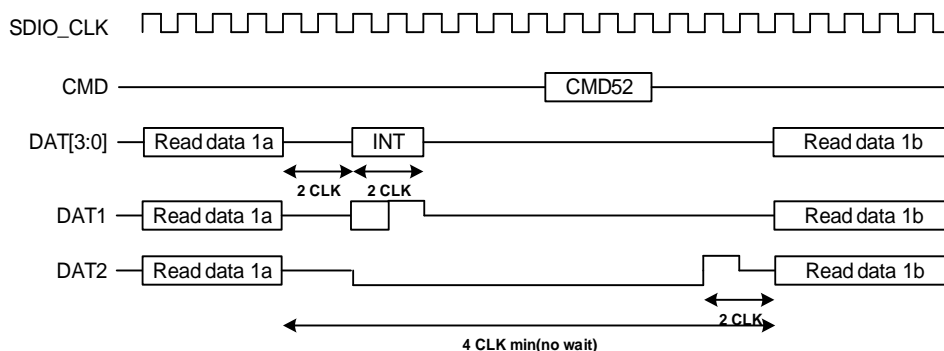 SDIO_CLK
CMD
CMD52
DAT[3:0]
Read data 1a
INT
Read data 1b
2 CLK
2 CLK
DAT1
Read data 1a
Read data 1b
DAT2
Read data 1a
Read data 1b
2 CLK
4 CLK min(no wait)